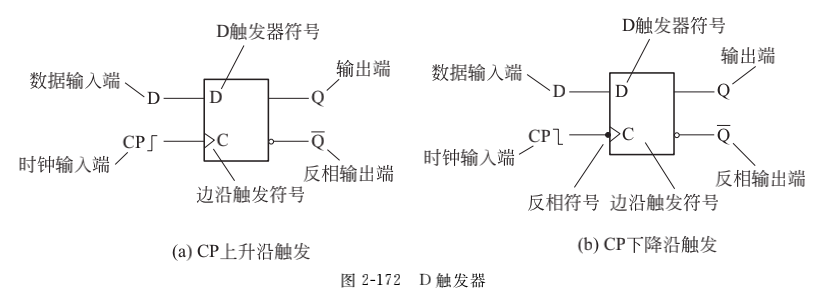 D触发器符号
数据输入端
输出端
D
D
Q
CP
C
Q̅
时钟输入端
反相输出端
边沿触发符号
(a) CP上升沿触发
D触发器符号
数据输入端
输出端
D
D
Q
CP
C
Q̅
时钟输入端
反相输出端
反相符号
边沿触发符号
(b) CP下降沿触发
图 2-172 D 触发器